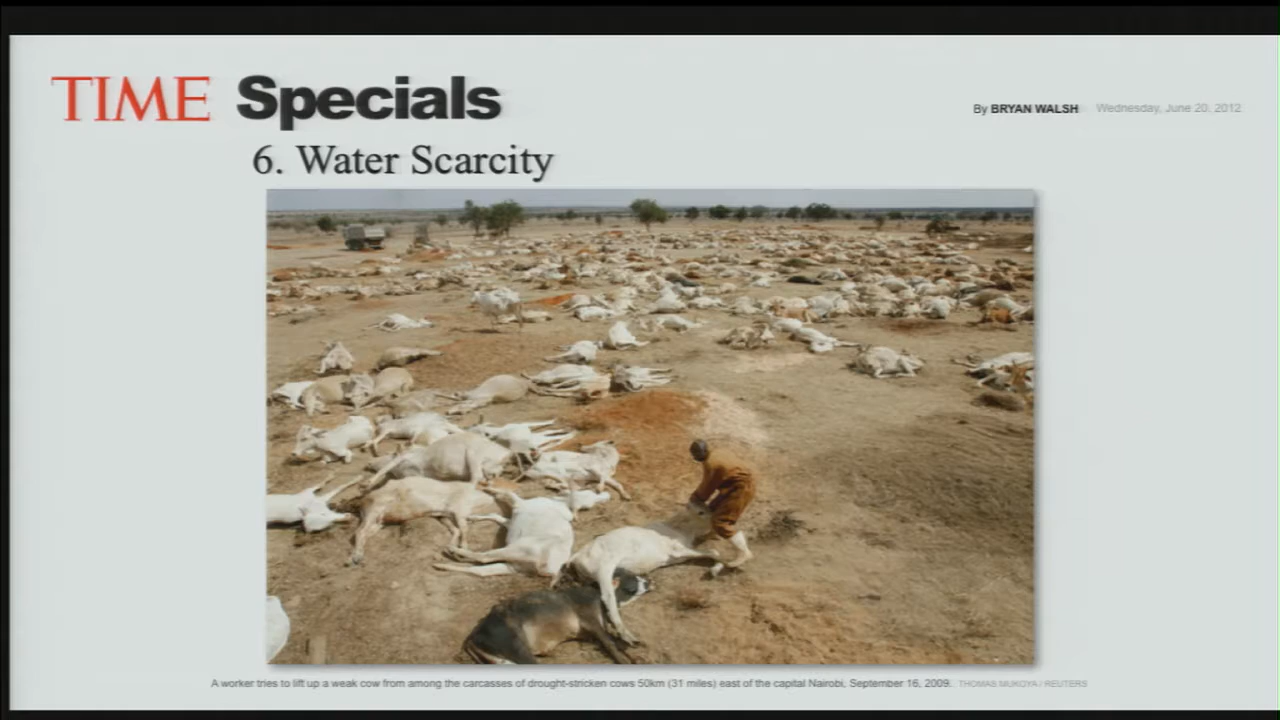 TIME Specials
By BRYAN WALSH Wednesday, June 20, 2012
6. Water Scarcity
A worker tries to lift up a weak cow from among the carcasses of drought-stricken cows 50km (31 miles) east of the capital Nairobi, September 16, 2009. THOMAS MUKOYA / REUTERS